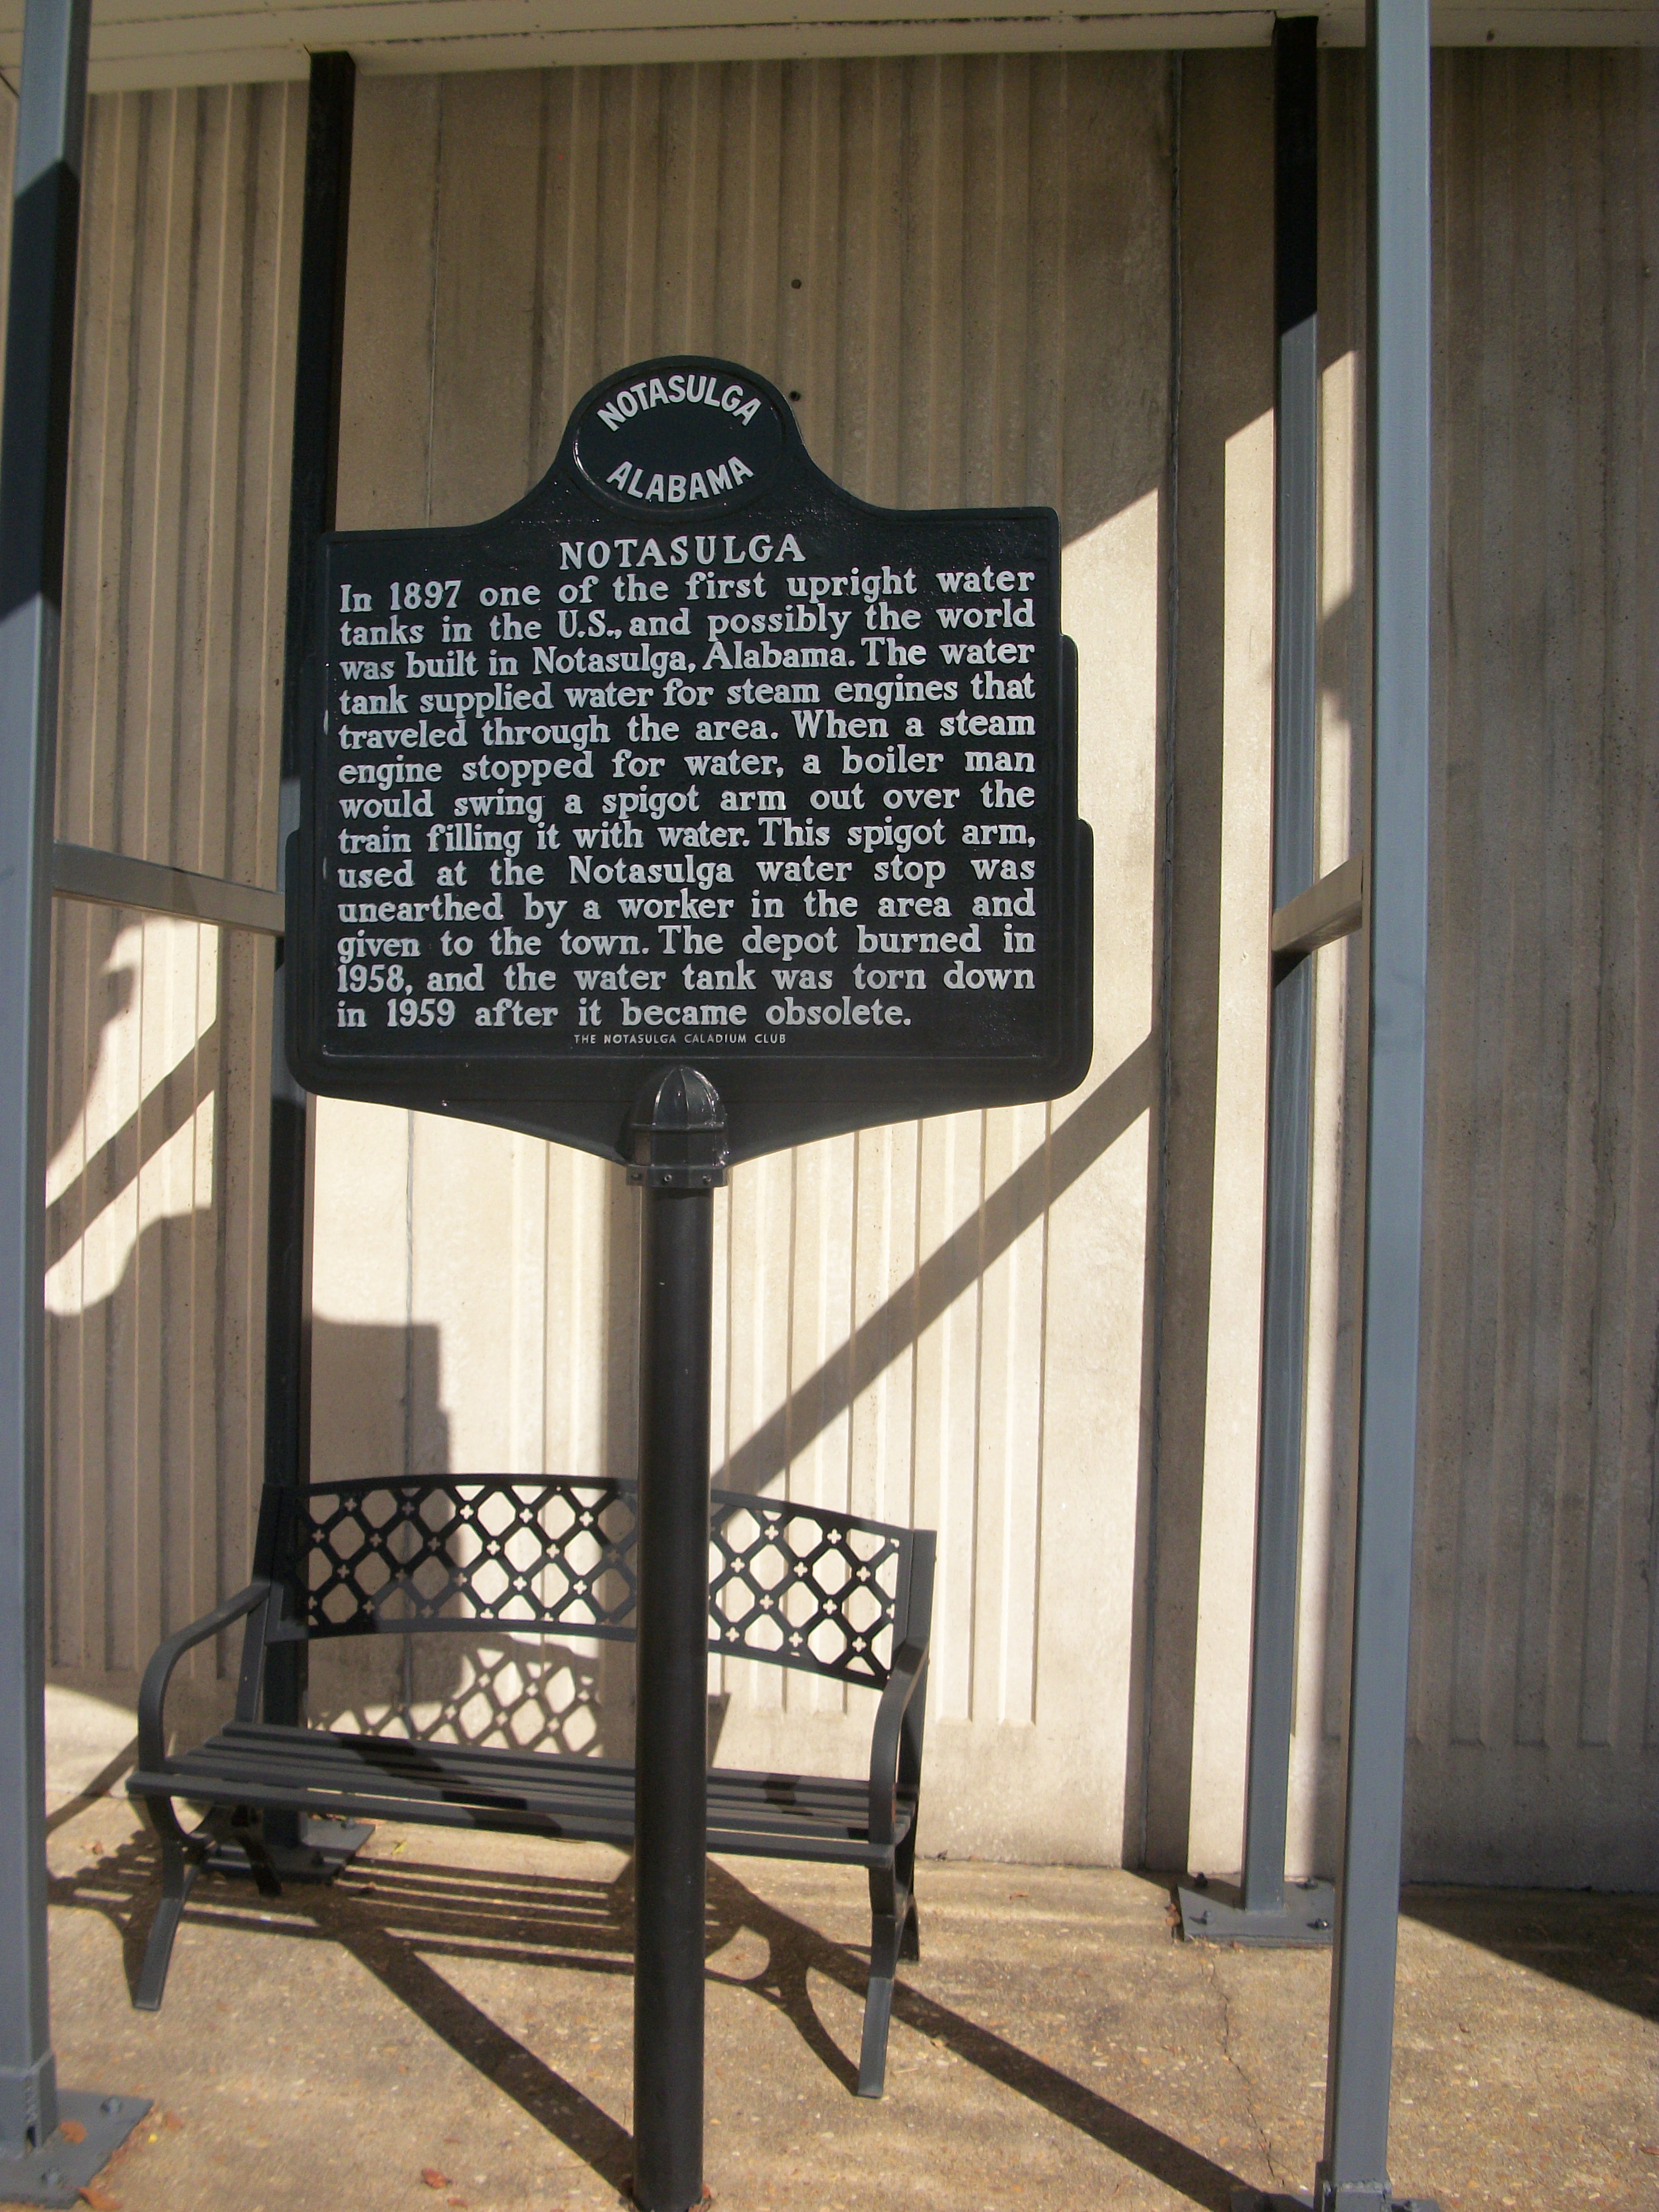 NOTASULGA
ALABAMA
NOTASULGA
In 1897 one of the first upright water
tanks in the U.S., and possibly the world
was built in Notasulga, Alabama. The water
tank supplied water for steam engines that
traveled through the area. When a steam
engine stopped for water, a boiler man
would swing a spigot arm out over the
train filling it with water. This spigot arm,
used at the Notasulga water stop was
unearthed by a worker in the area and
given to the town. The depot burned in
1958, and the water tank was torn down
in 1959 after it became obsolete.
THE NOTASULGA CALADIUM CLUB